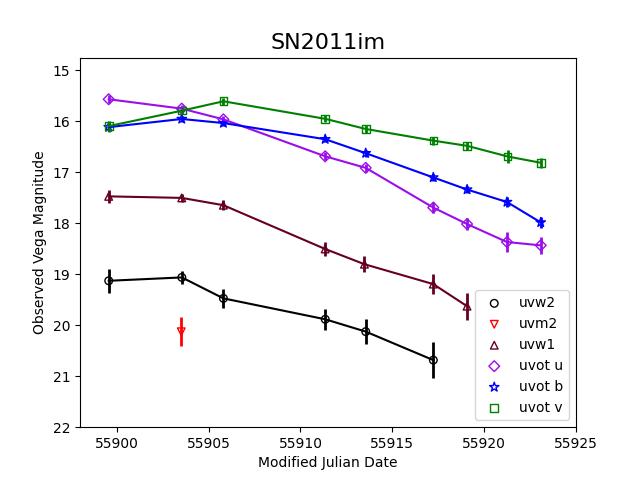 SN2011im
Observed Vega Magnitude
15
16
17
18
19
20
21
22
uvw2
uvm2
uvw1
uvot u
uvot b
uvot v
55900
55905
55910
55915
55920
55925
Modified Julian Date